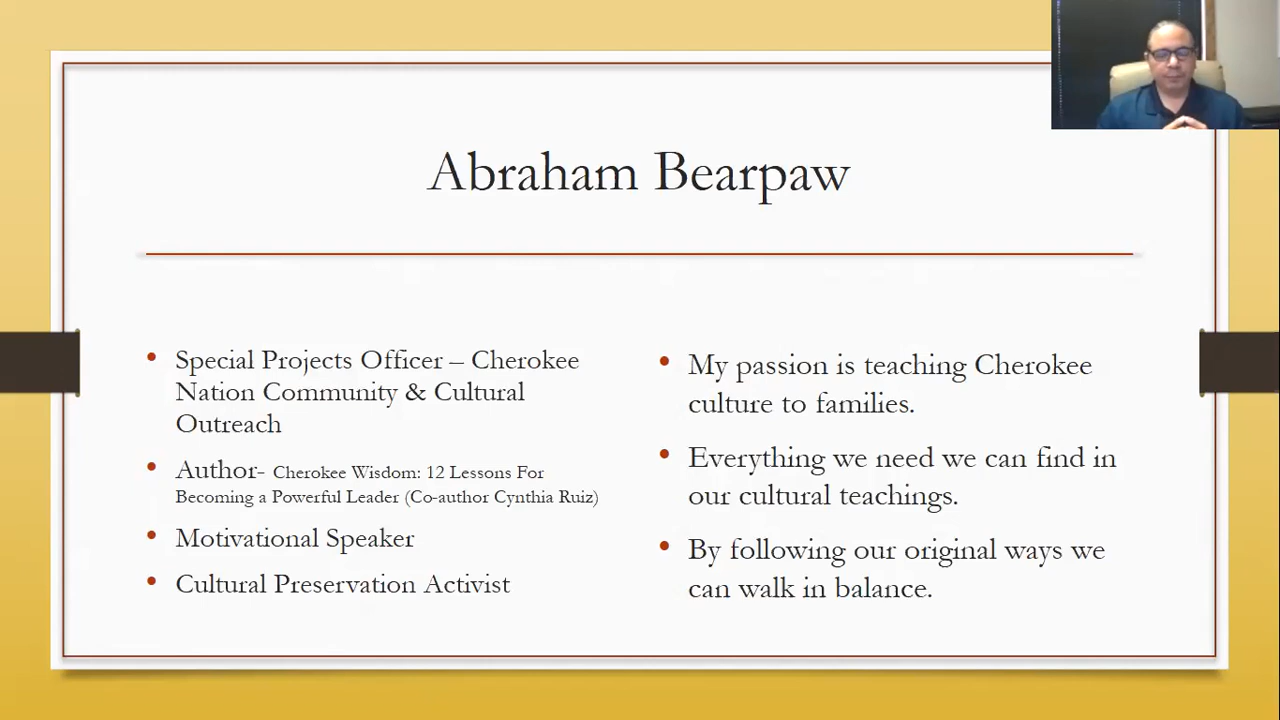 Abraham Bearpaw
• Special Projects Officer – Cherokee
Nation Community & Cultural
Outreach
• Author- Cherokee Wisdom: 12 Lessons For
Becoming a Powerful Leader (Co-author Cynthia Ruiz)
• Motivational Speaker
• Cultural Preservation Activist
• My passion is teaching Cherokee
culture to families.
• Everything we need we can find in
our cultural teachings.
• By following our original ways we
can walk in balance.